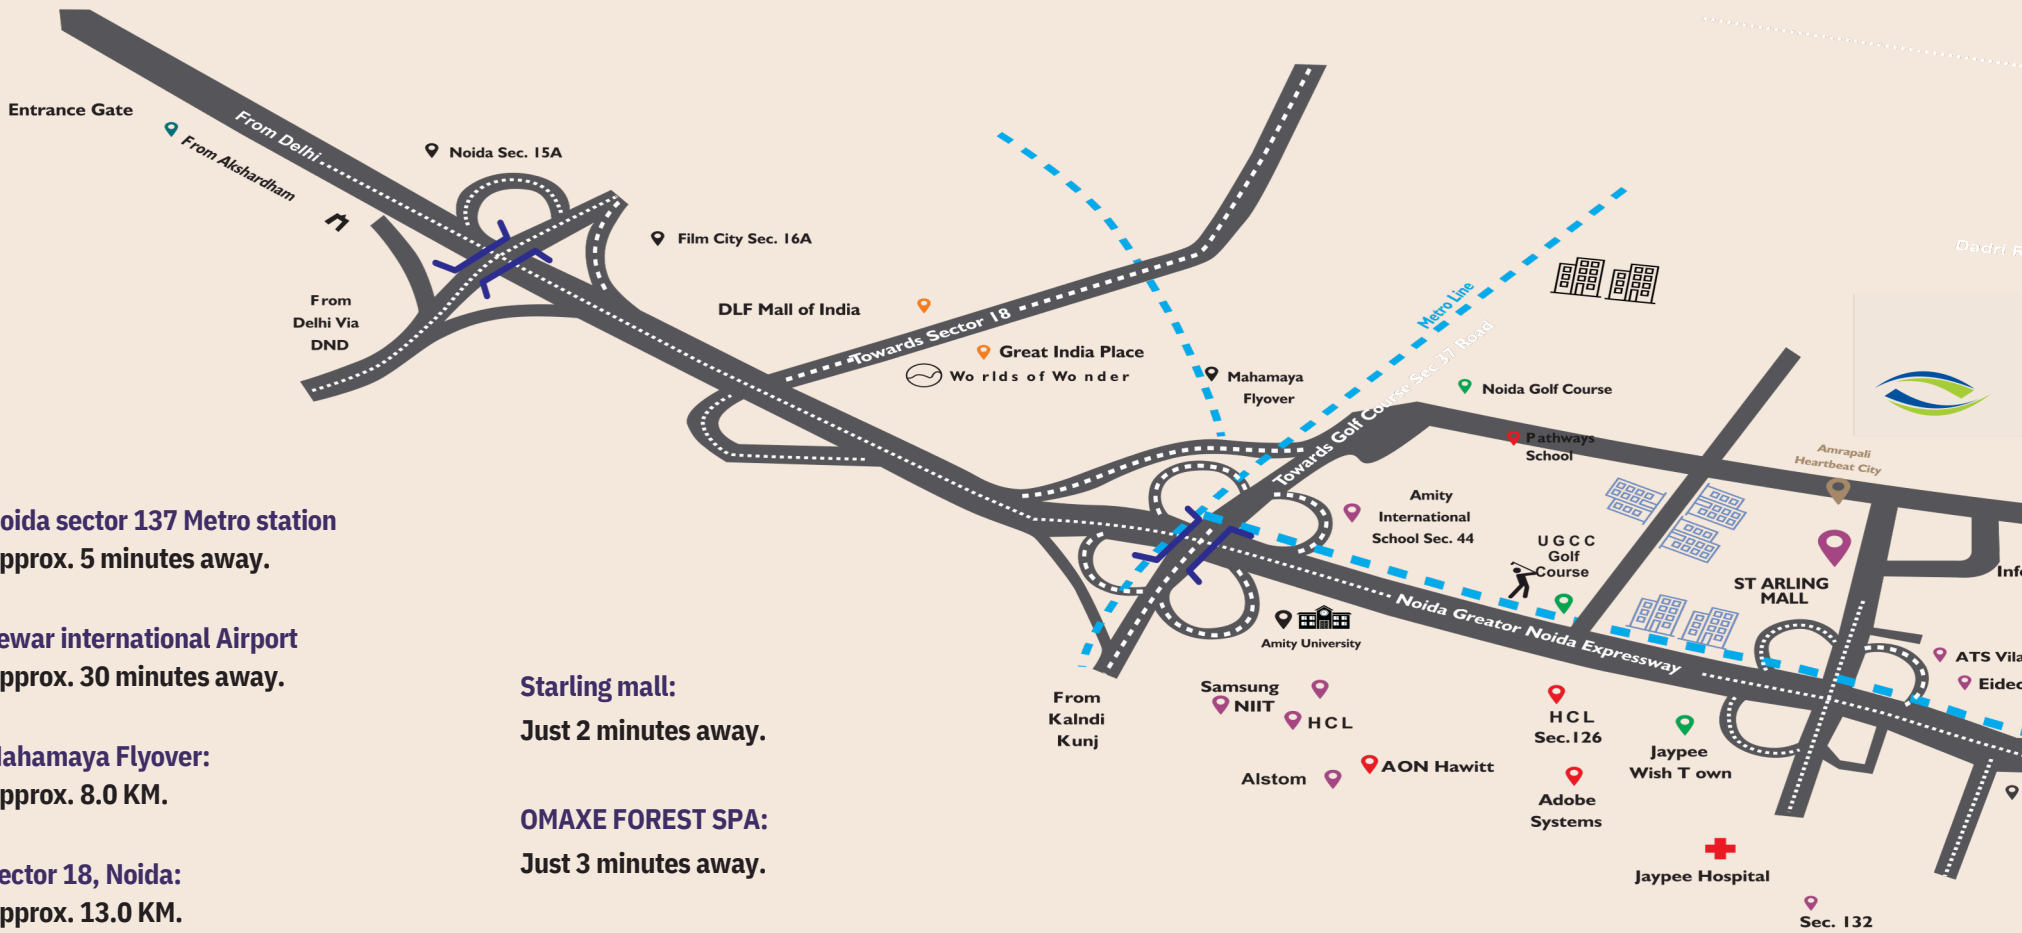 Entrance Gate
From Delhi
From Akshardham
Noida Sec. 15A
Film City Sec. 16A
From
Delhi Via
DND
DLF Mall of India
Towards Sector 18
Great India Place
Wo rlds of Wo nder
Mahamaya
Flyover
Metro Line
Towards Golf Course Sec 37 Road
Noida Golf Course
Dadri R
Pathways
School
Amrapali
Heartbeat City
Amity
International
School Sec. 44
U G C C
Golf
Course
ST ARLING
MALL
Info
Noida Greator Noida Expressway
Amity University
ATS Vila
Eidec
From
Kalndi
Kunj
Samsung
NIIT
H C L
Alstom
AON Hawitt
H C L
Sec.126
Adobe
Systems
Jaypee
Wish T own
Jaypee Hospital
Sec. 132
oida sector 137 Metro station
pprox. 5 minutes away.
ewar international Airport
pprox. 30 minutes away.
ahamaya Flyover:
pprox. 8.0 KM.
ector 18, Noida:
pprox. 13.0 KM.
Starling mall:
Just 2 minutes away.
OMAXE FOREST SPA:
Just 3 minutes away.